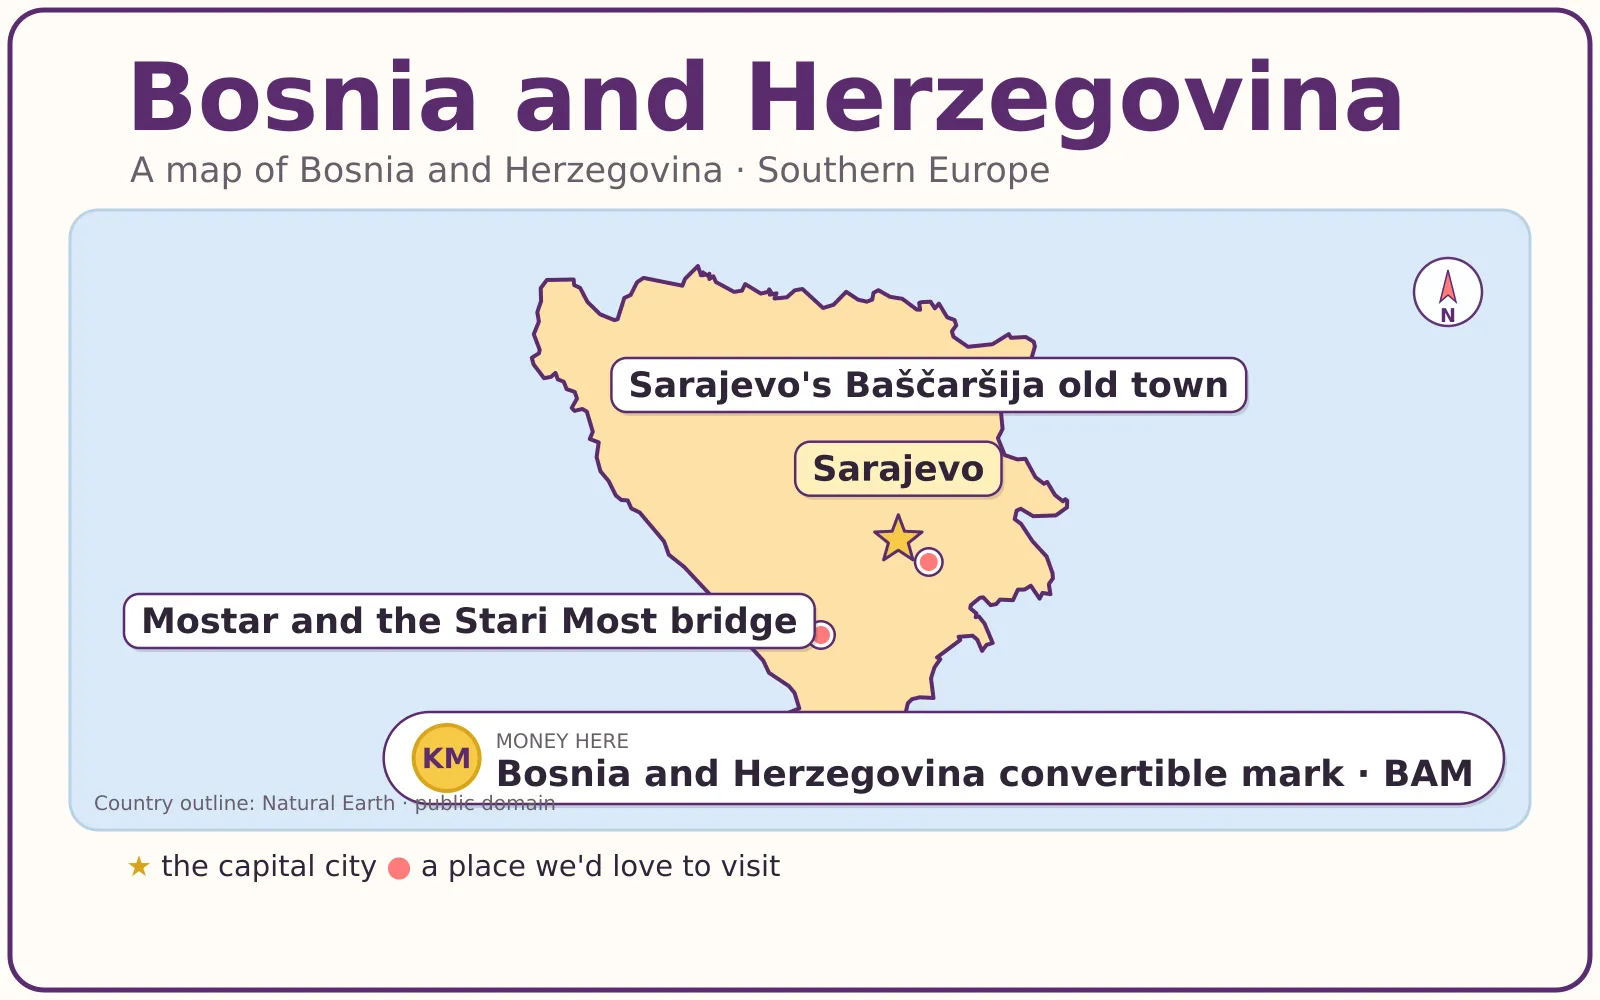 Bosnia and Herzegovina
A map of Bosnia and Herzegovina · Southern Europe
N
Sarajevo's Baščaršija old town
Sarajevo
Mostar and the Stari Most bridge
KM
MONEY HERE
Bosnia and Herzegovina convertible mark · BAM
Country outline: Natural Earth · public domain
★ the capital city ● a place we'd love to visit